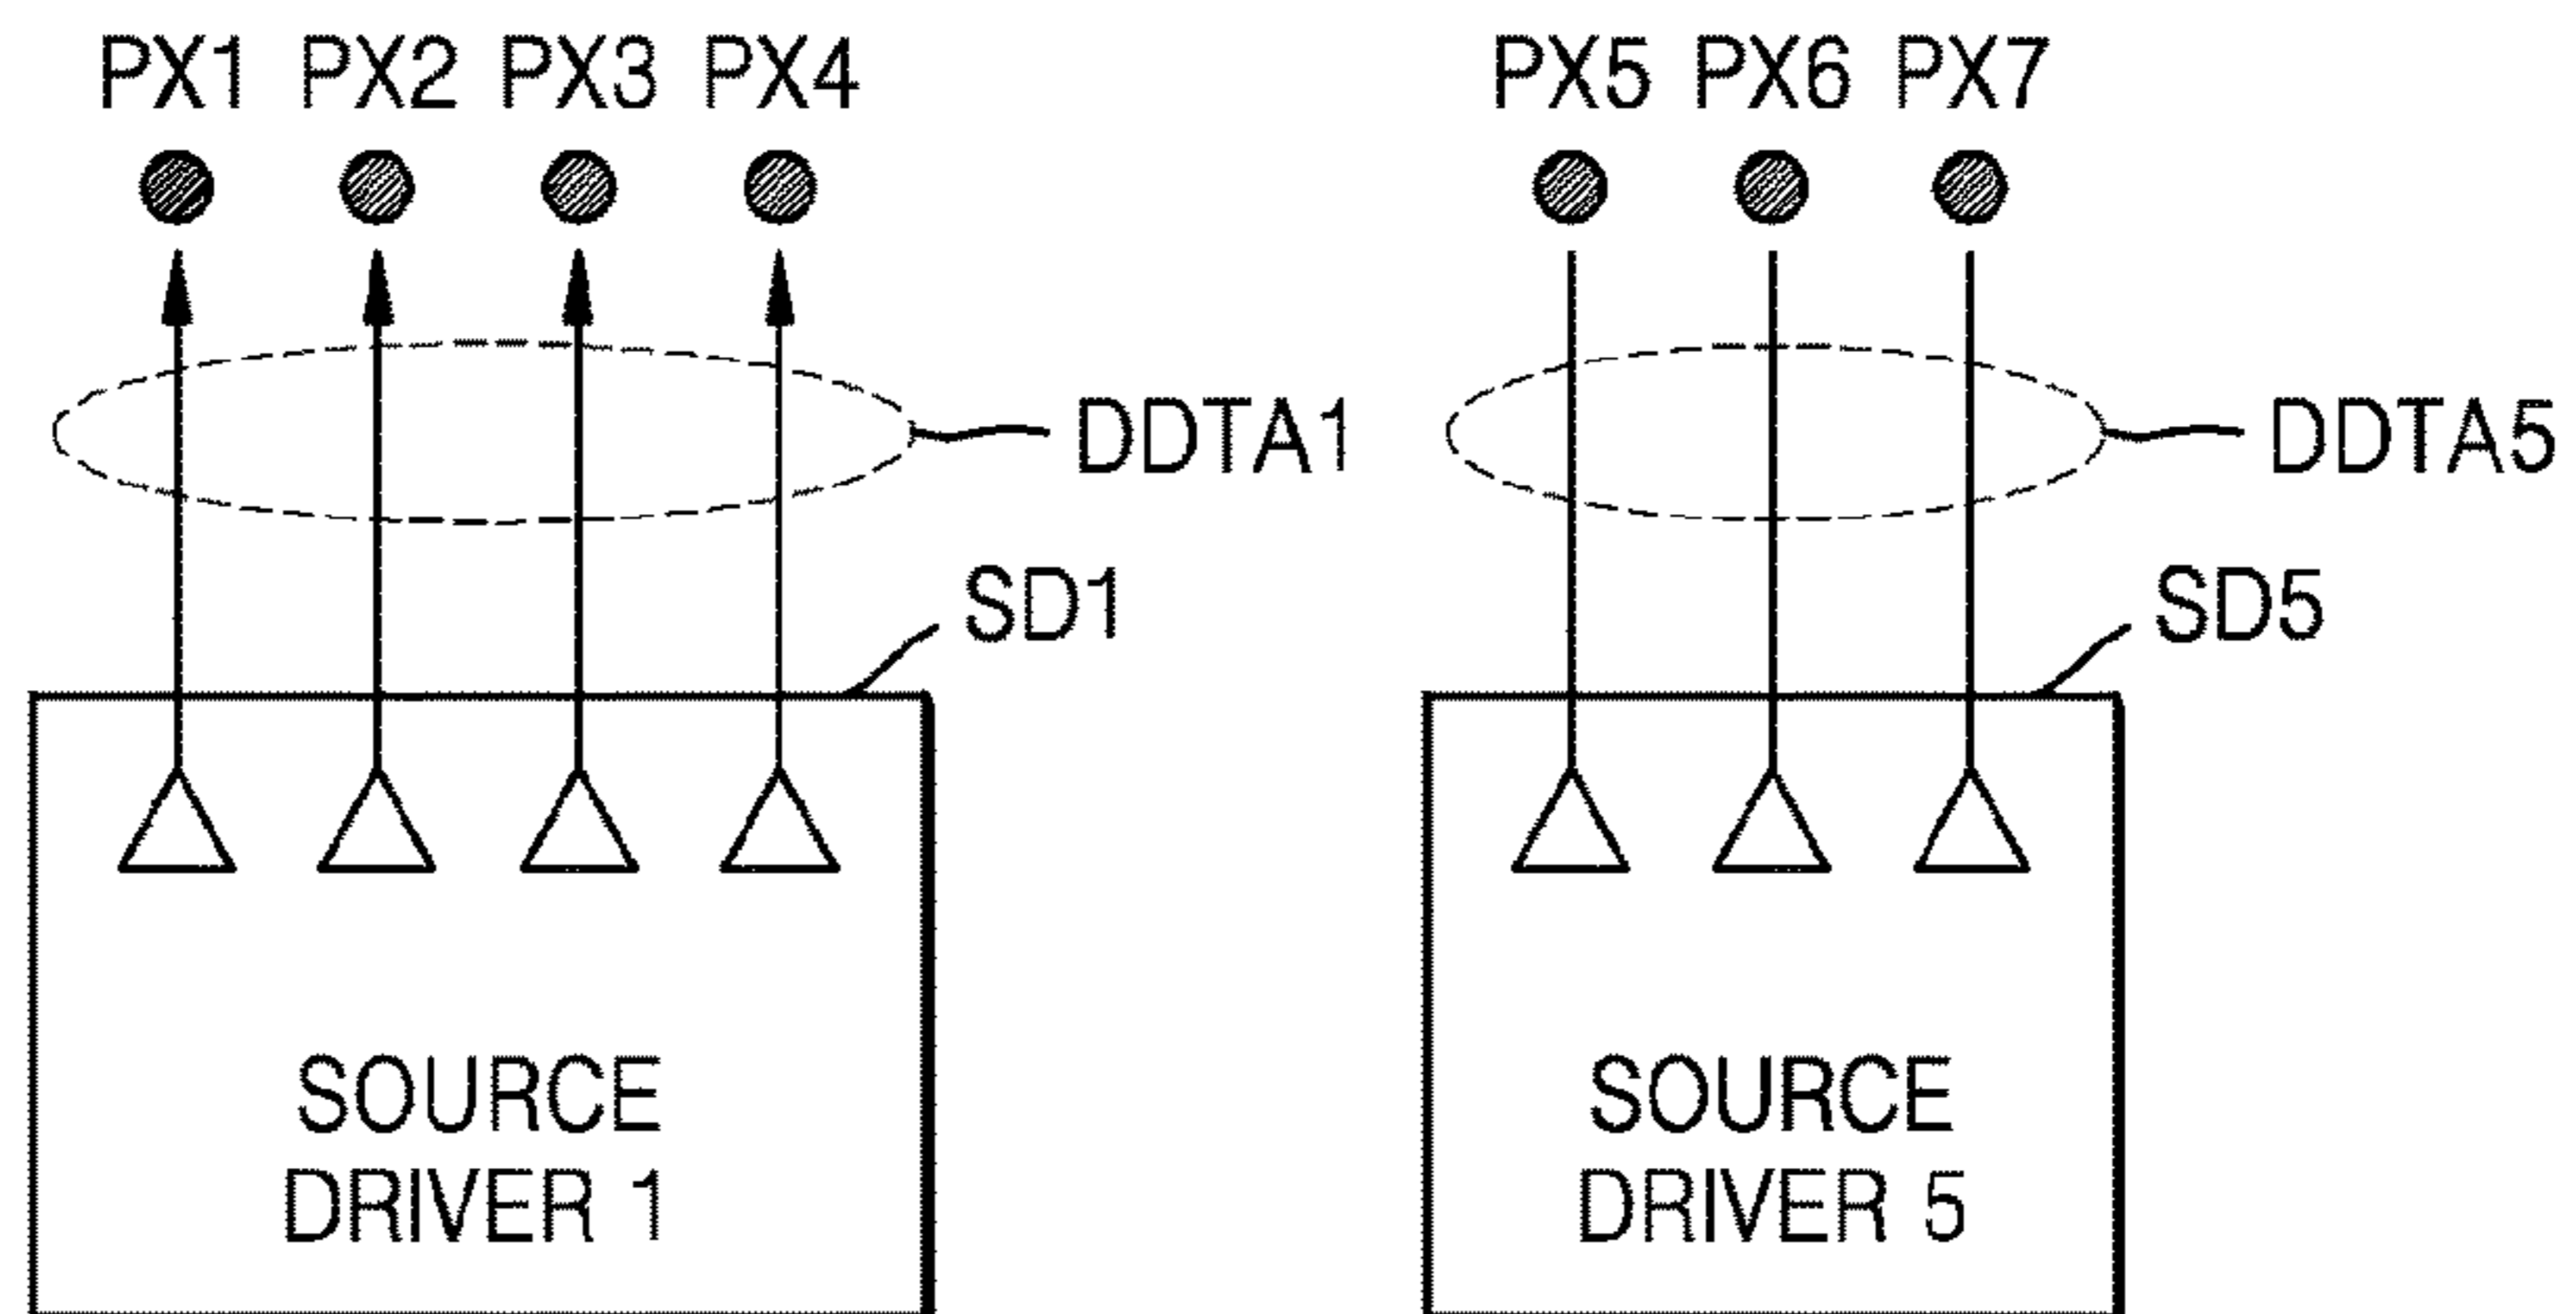 PX1 PX2 PX3 PX4
PX5 PX6 PX7
DDTA1
DDTA5
SD1
SD5
SOURCE
DRIVER 1
SOURCE
DRIVER 5